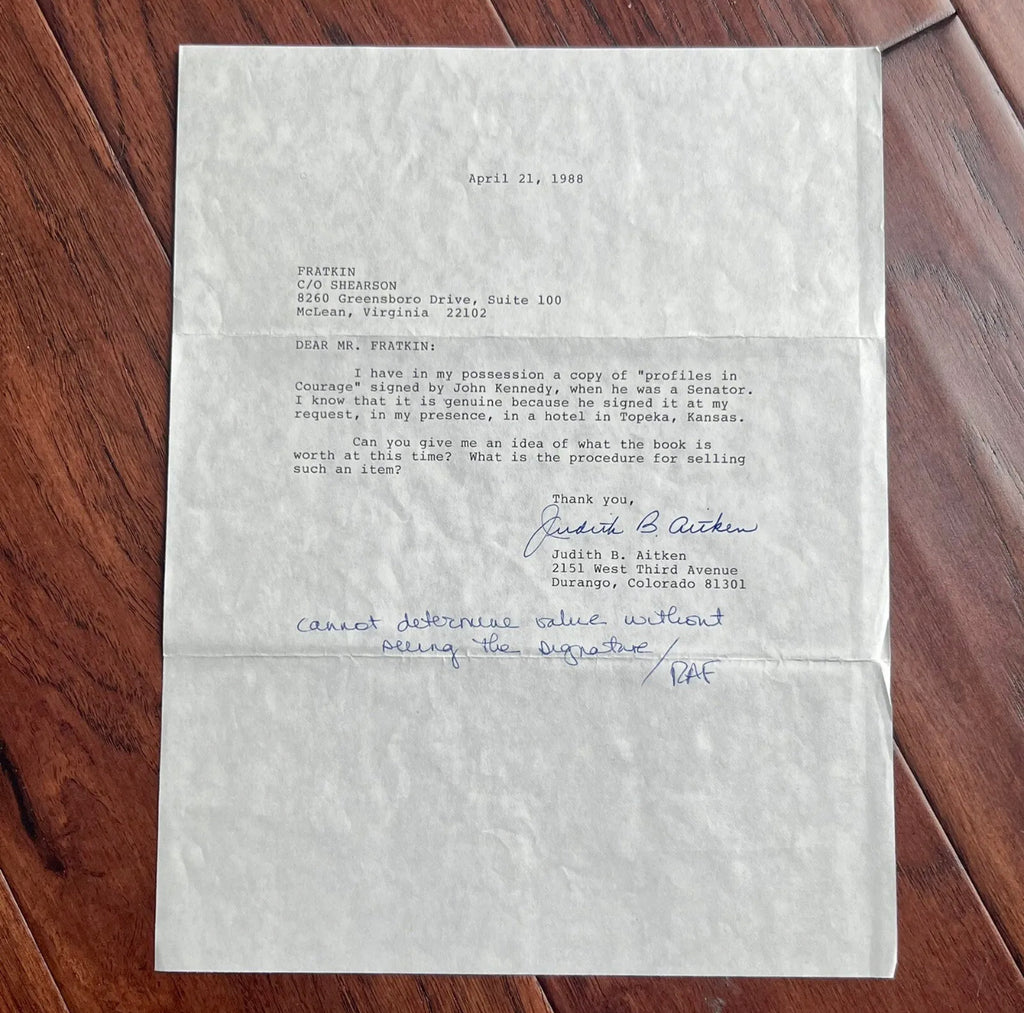 April 21, 1988
FRATKIN
C/O SHEARSON
8260 Greensboro Drive, Suite 100
McLean, Virginia 22102
DEAR MR. FRATKIN:
I have in my possession a copy of "profiles in
Courage" signed by John Kennedy, when he was a Senator.
I know that it is genuine because he signed it at my
request, in my presence, in a hotel in Topeka, Kansas.
Can you give me an idea of what the book is
worth at this time? What is the procedure for selling
such an item?
Thank you,
Judith B. Aitken
Judith B. Aitken
2151 West Third Avenue
Durango, Colorado 81301
cannot determine value without
seeing the signature/
RAF